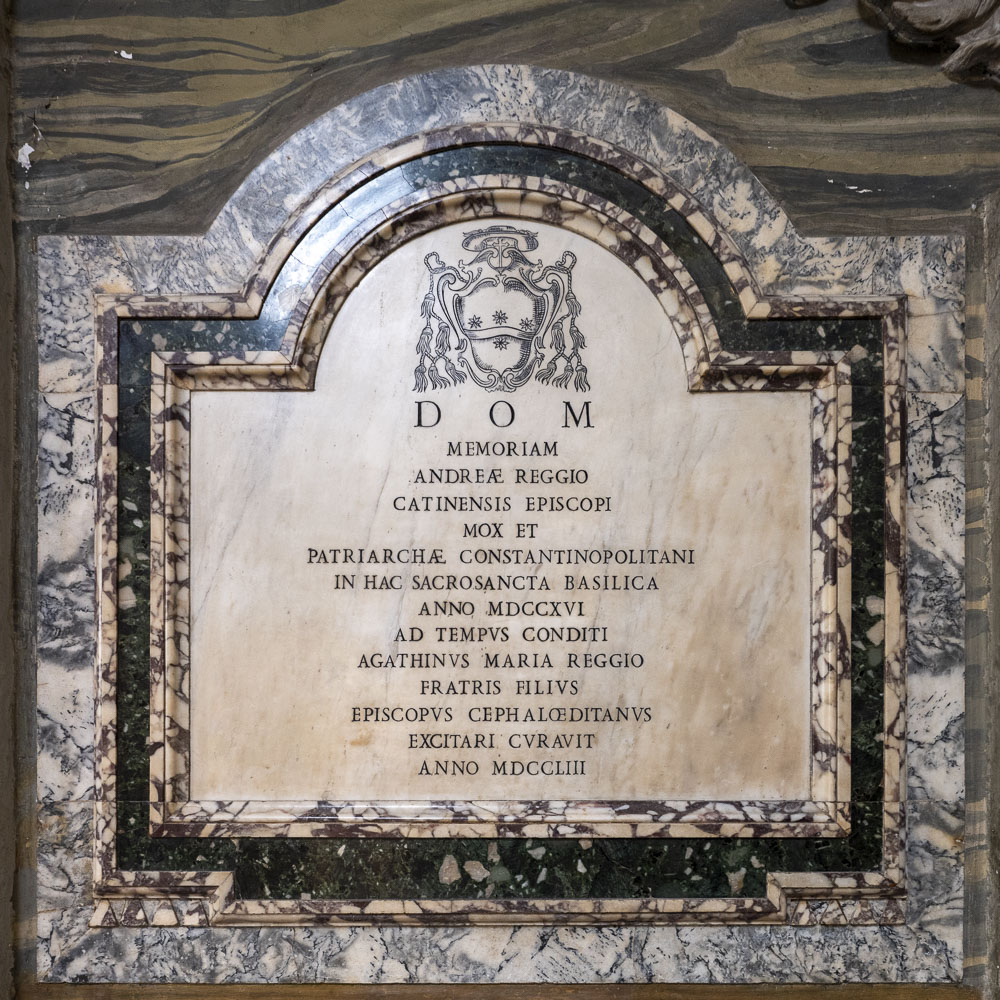 D O M
MEMORIAM
ANDREÆ REGGIO
CATINENSIS EPISCOPI
MOX ET
PATRIARCHÆ CONSTANTINOPOLITANI
IN HAC SACROSANCTA BASILICA
ANNO MDCCXVI
AD TEMPVS CONDITI
AGATHINVS MARIA REGGIO
FRATRIS FILIVS
EPISCOPVS CEPHALŒDITANVS
EXCITARI CVRAVIT
ANNO MDCCLIII